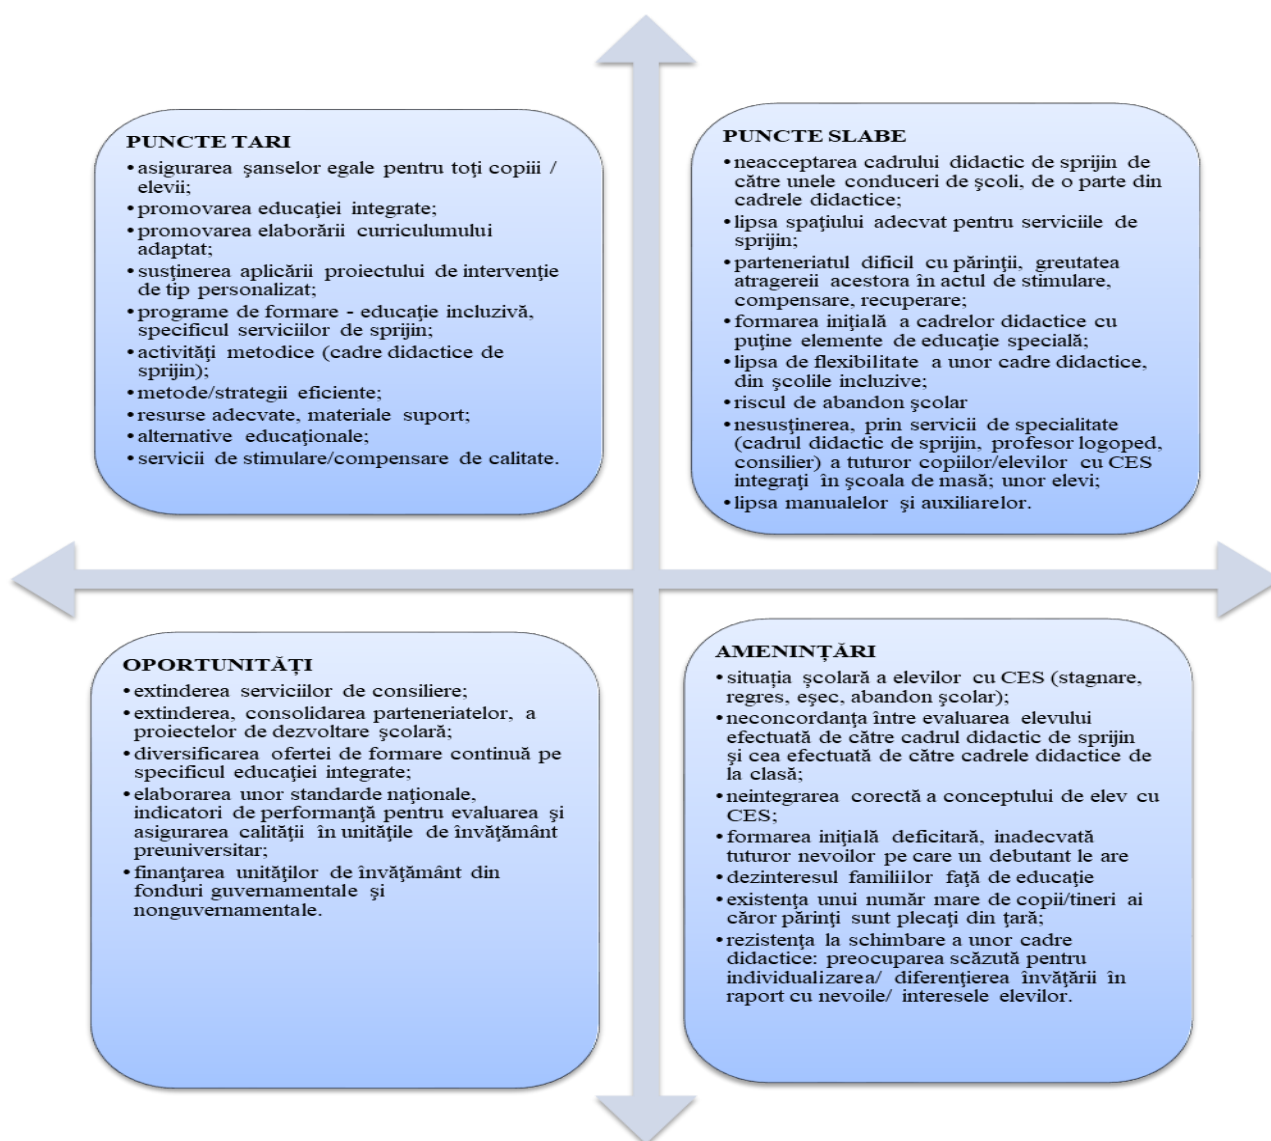 PUNCTE TARI
•asigurarea şanselor egale pentru toţi copiii /
elevii;
•promovarea educaţiei integrate;
•promovarea elaborării curriculumului
adaptat;
•susţinerea aplicării proiectului de intervenţie
de tip personalizat;
•programe de formare - educaţie incluzivă,
specificul serviciilor de sprijin;
•activităţi metodice (cadre didactice de
sprijin);
•metode/strategii eficiente;
•resurse adecvate, materiale suport;
•alternative educaţionale;
•servicii de stimulare/compensare de calitate.
PUNCTE SLABE
•neacceptarea cadrului didactic de sprijin de
către unele conduceri de şcoli, de o parte din
cadrele didactice;
•lipsa spaţiului adecvat pentru serviciile de
sprijin;
•parteneriatul dificil cu părinţii, greutatea
atragereii acestora în actul de stimulare,
compensare, recuperare;
•formarea iniţială a cadrelor didactice cu
puţine elemente de educaţie specială;
•lipsa de flexibilitate a unor cadre didactice,
din şcolile incluzive;
•riscul de abandon şcolar
•nesusţinerea, prin servicii de specialitate
(cadrul didactic de sprijin, profesor logoped,
consilier) a tuturor copiilor/elevilor cu CES
integraţi în şcoala de masă; unor elevi;
•lipsa manualelor şi auxiliarelor.
OPORTUNITĂȚI
•extinderea serviciilor de consiliere;
•extinderea, consolidarea parteneriatelor, a
proiectelor de dezvoltare şcolară;
•diversificarea ofertei de formare continuă pe
specificul educaţiei integrate;
•elaborarea unor standarde naţionale,
indicatori de performanţă pentru evaluarea şi
asigurarea calităţii în unităţile de învăţământ
preuniversitar;
•finanţarea unităţilor de învăţământ din
fonduri guvernamentale şi
nonguvernamentale.
AMENINȚĂRI
•situația școlară a elevilor cu CES (stagnare,
regres, eşec, abandon şcolar);
•neconcordanţa între evaluarea elevului
efectuată de către cadrul didactic de sprijin
şi cea efectuată de către cadrele didactice de
la clasă;
•neintegrarea corectă a conceptului de elev cu
CES;
•formarea iniţială deficitară, inadecvată
tuturor nevoilor pe care un debutant le are
•dezinteresul familiilor faţă de educaţie
•existenţa unui număr mare de copii/tineri ai
căror părinţi sunt plecaţi din ţară;
•rezistenţa la schimbare a unor cadre
didactice: preocuparea scăzută pentru
individualizarea/ diferenţierea învăţării în
raport cu nevoile/ interesele elevilor.